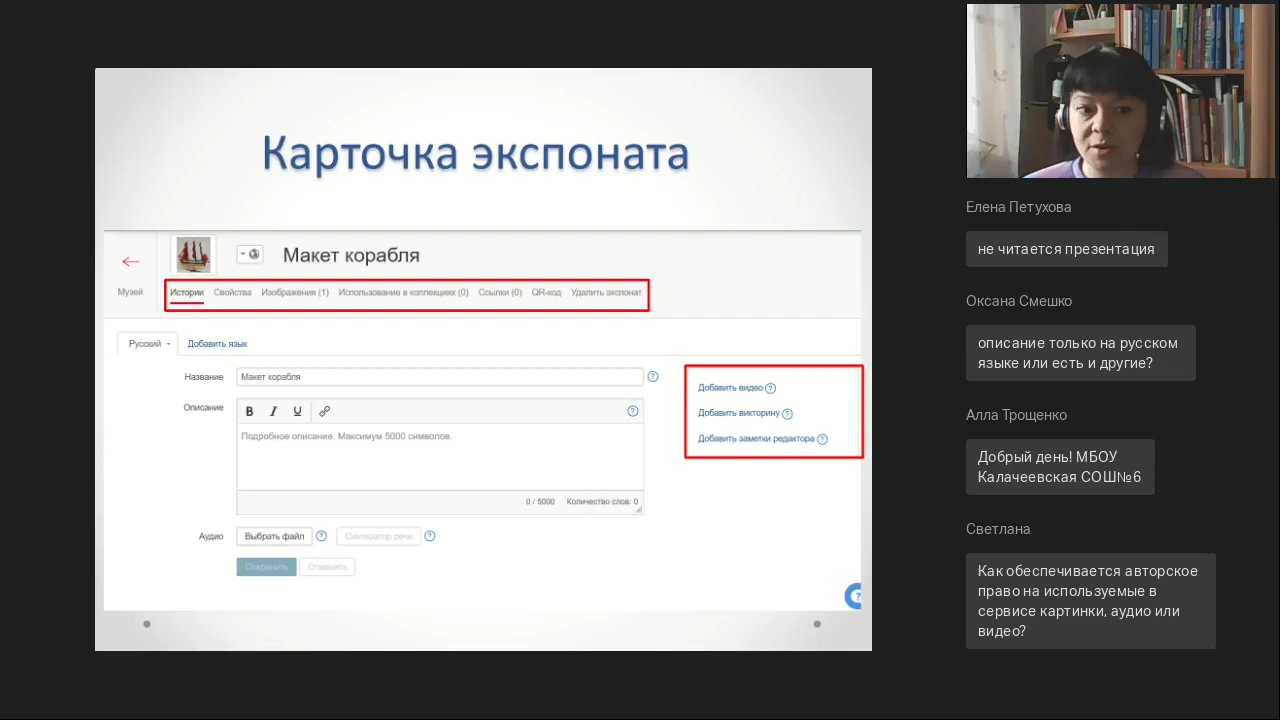 Карточка экспоната
Макет корабля
Музей
Истории Свойства Изображения (1) Использование в коллекциях (0) Ссылки (0) QR-код Удалить экспонат
Русский Добавить язык
Название Макет корабля ?
Описание B I U ?
Подробное описание. Максимум 5000 символов.
0 / 5000 Количество слов: 0
Аудио Выбрать файл ? Синтезатор речи ?
Сохранить Отменить
Добавить видео ?
Добавить викторину ?
Добавить заметки редактора ?
?
Елена Петухова
не читается презентация
Оксана Смешко
описание только на русском
языке или есть и другие?
Алла Трощенко
Добрый день! МБОУ
Калачеевская СОШ№6
Светлана
Как обеспечивается авторское
право на используемые в
сервисе картинки, аудио или
видео?